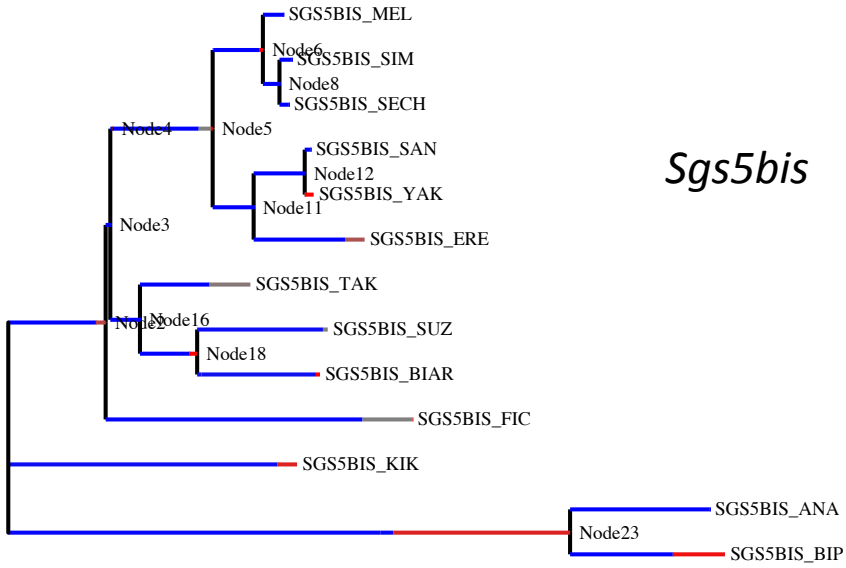 SGS5BIS_MEL
Node6
SGS5BIS_SIM
Node8
SGS5BIS_SECH
Node4
Node5
SGS5BIS_SAN
Sgs5bis
Node12
SGS5BIS_YAK
Node11
Node3
SGS5BIS_ERE
SGS5BIS_TAK
Node2
Node16
SGS5BIS_SUZ
Node18
SGS5BIS_BIAR
SGS5BIS_FIC
SGS5BIS_KIK
SGS5BIS_ANA
Node23
SGS5BIS_BIP